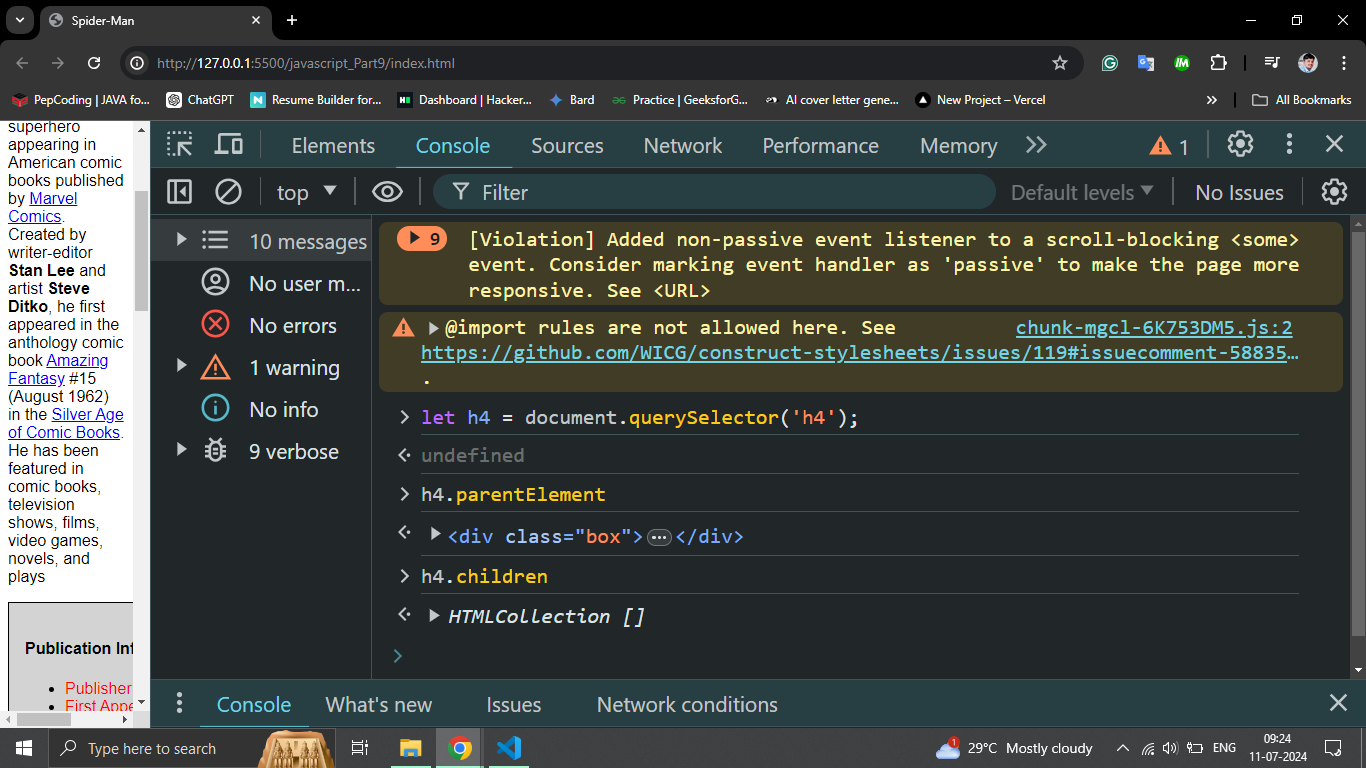 Spider-Man
http://127.0.0.1:5500/javascript_Part9/index.html
PepCoding | JAVA fo...
ChatGPT
Resume Builder for...
Dashboard | Hacker...
Bard
Practice | GeeksforG...
AI cover letter gene...
New Project – Vercel
All Bookmarks
superhero
appearing in
American comic
books published
by Marvel
Comics.
Created by
writer-editor
Stan Lee and
artist Steve
Ditko, he first
appeared in the
anthology comic
book Amazing
Fantasy #15
(August 1962)
in the Silver Age
of Comic Books.
He has been
featured in
comic books,
television
shows, films,
video games,
novels, and
plays
Publication Inf
Publisher
First Appe
Elements
Console
Sources
Network
Performance
Memory
1
top
Filter
Default levels
No Issues
10 messages
No user m...
No errors
1 warning
No info
9 verbose
9 [Violation] Added non-passive event listener to a scroll-blocking <some>
event. Consider marking event handler as 'passive' to make the page more
responsive. See <URL>
@import rules are not allowed here. See chunk-mgcl-6K753DM5.js:2
https://github.com/WICG/construct-stylesheets/issues/119#issuecomment-58835…
.
let h4 = document.querySelector('h4');
undefined
h4.parentElement
<div class="box">…</div>
h4.children
HTMLCollection []
Console
What's new
Issues
Network conditions
Type here to search
1
29°C Mostly cloudy
ENG
09:24
11-07-2024